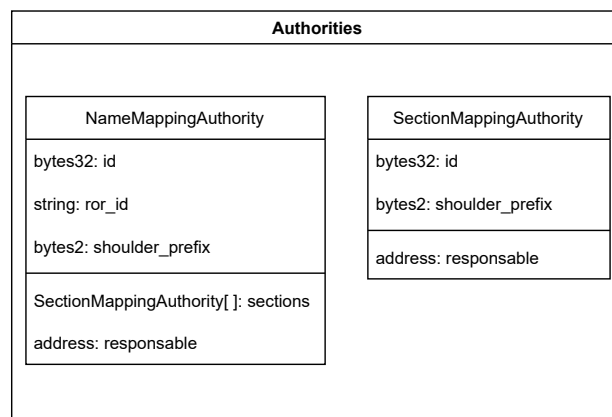 Authorities
NameMappingAuthority
bytes32: id
string: ror_id
bytes2: shoulder_prefix
SectionMappingAuthority[ ]: sections
address: responsable
SectionMappingAuthority
bytes32: id
bytes2: shoulder_prefix
address: responsable